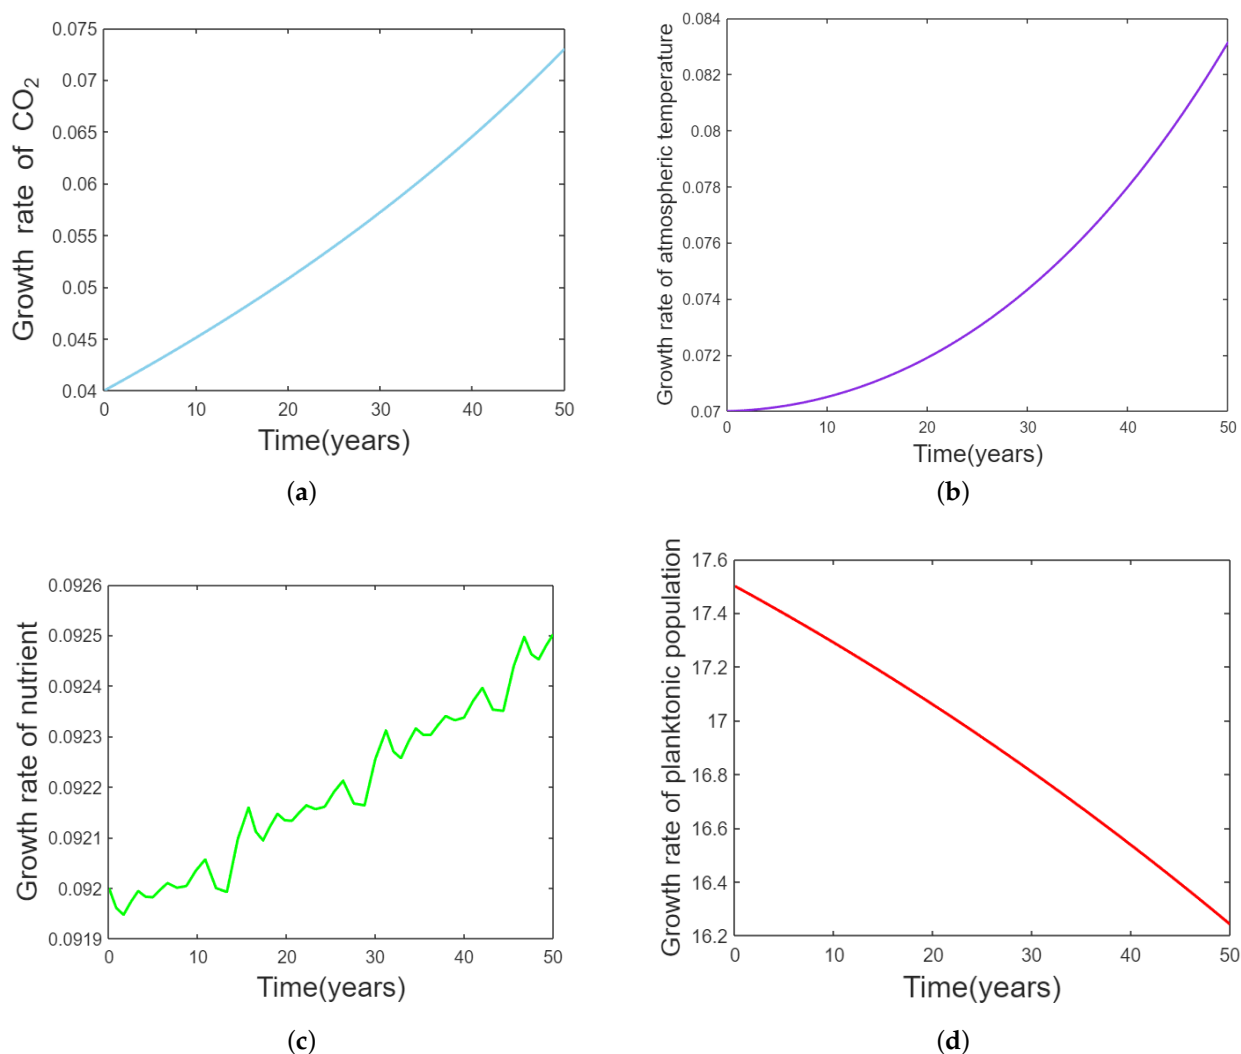 Growth rate of CO2
0.075
0.07
0.065
0.06
0.055
0.05
0.045
0.04
0 10 20 30 40 50
Time(years)
(a)
Growth rate of atmospheric temperature
0.084
0.082
0.08
0.078
0.076
0.074
0.072
0.07
0 10 20 30 40 50
Time(years)
(b)
Growth rate of nutrient
0.0926
0.0925
0.0924
0.0923
0.0922
0.0921
0.092
0.0919
0 10 20 30 40 50
Time(years)
(c)
Growth rate of planktonic population
17.6
17.4
17.2
17
16.8
16.6
16.4
16.2
0 10 20 30 40 50
Time(years)
(d)